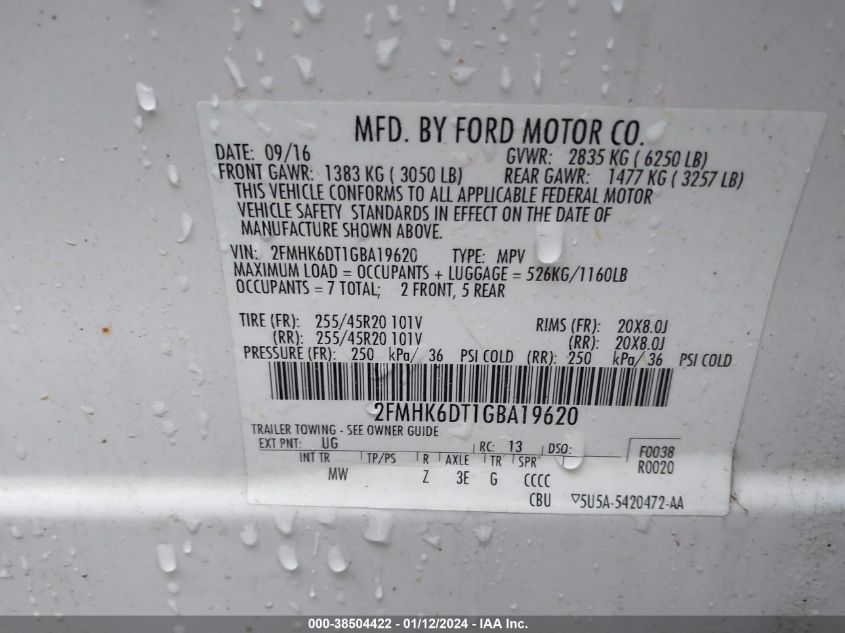 MFD. BY FORD MOTOR CO.
DATE: 09/16 GVWR: 2835 KG ( 6250 LB)
FRONT GAWR: 1383 KG ( 3050 LB) REAR GAWR: 1477 KG ( 3257 LB)
THIS VEHICLE CONFORMS TO ALL APPLICABLE FEDERAL MOTOR
VEHICLE SAFETY STANDARDS IN EFFECT ON THE DATE OF
MANUFACTURE SHOWN ABOVE.
VIN: 2FMHK6DT1GBA19620 TYPE: MPV
MAXIMUM LOAD = OCCUPANTS + LUGGAGE = 526KG/1160LB
OCCUPANTS = 7 TOTAL; 2 FRONT, 5 REAR
TIRE (FR): 255/45R20 101V RIMS (FR): 20X8.0J
(RR): 255/45R20 101V (RR): 20X8.0J
PRESSURE (FR): 250 kPa/ 36 PSI COLD (RR): 250 kPa/ 36 PSI COLD
2FMHK6DT1GBA19620
TRAILER TOWING - SEE OWNER GUIDE
EXT PNT: UG RC: 13 DSO: F0038
R0020
INT TR TP/PS R AXLE TR SPR
MW Z 3E G CCCC
CBU 5U5A-5420472-AA
000-38504422 - 01/12/2024 - IAA Inc.